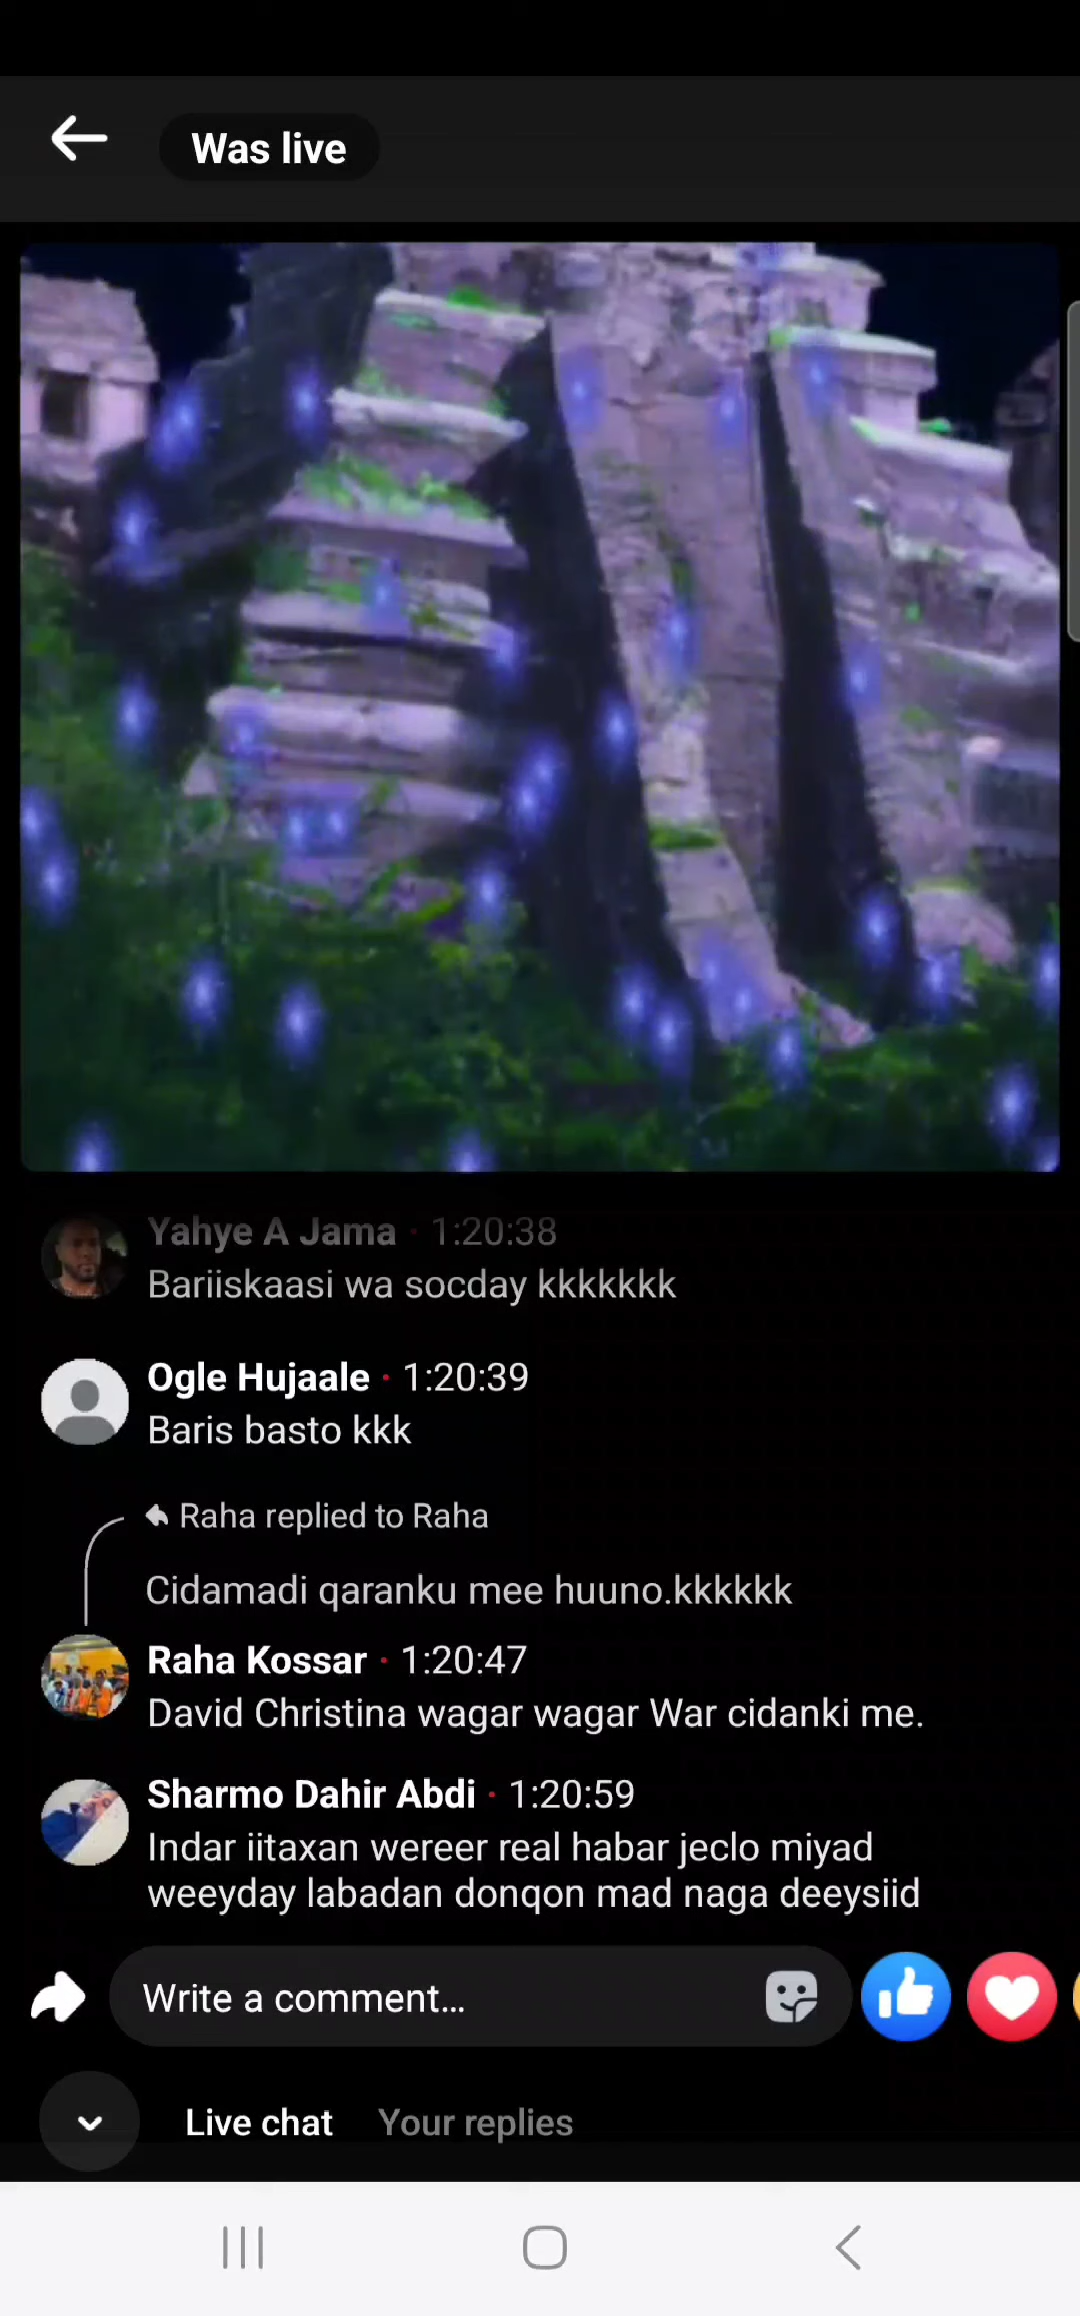 Was live
Yahye A Jama · 1:20:38
Bariiskaasi wa socday kkkkkkk
Ogle Hujaale · 1:20:39
Baris basto kkk
Raha replied to Raha
Cidamadi qaranku mee huuno.kkkkkk
Raha Kossar · 1:20:47
David Christina wagar wagar War cidanki me.
Sharmo Dahir Abdi · 1:20:59
Indar iitaxan wereer real habar jeclo miyad
weeyday labadan donqon mad naga deeysiid
Write a comment...
Live chat Your replies